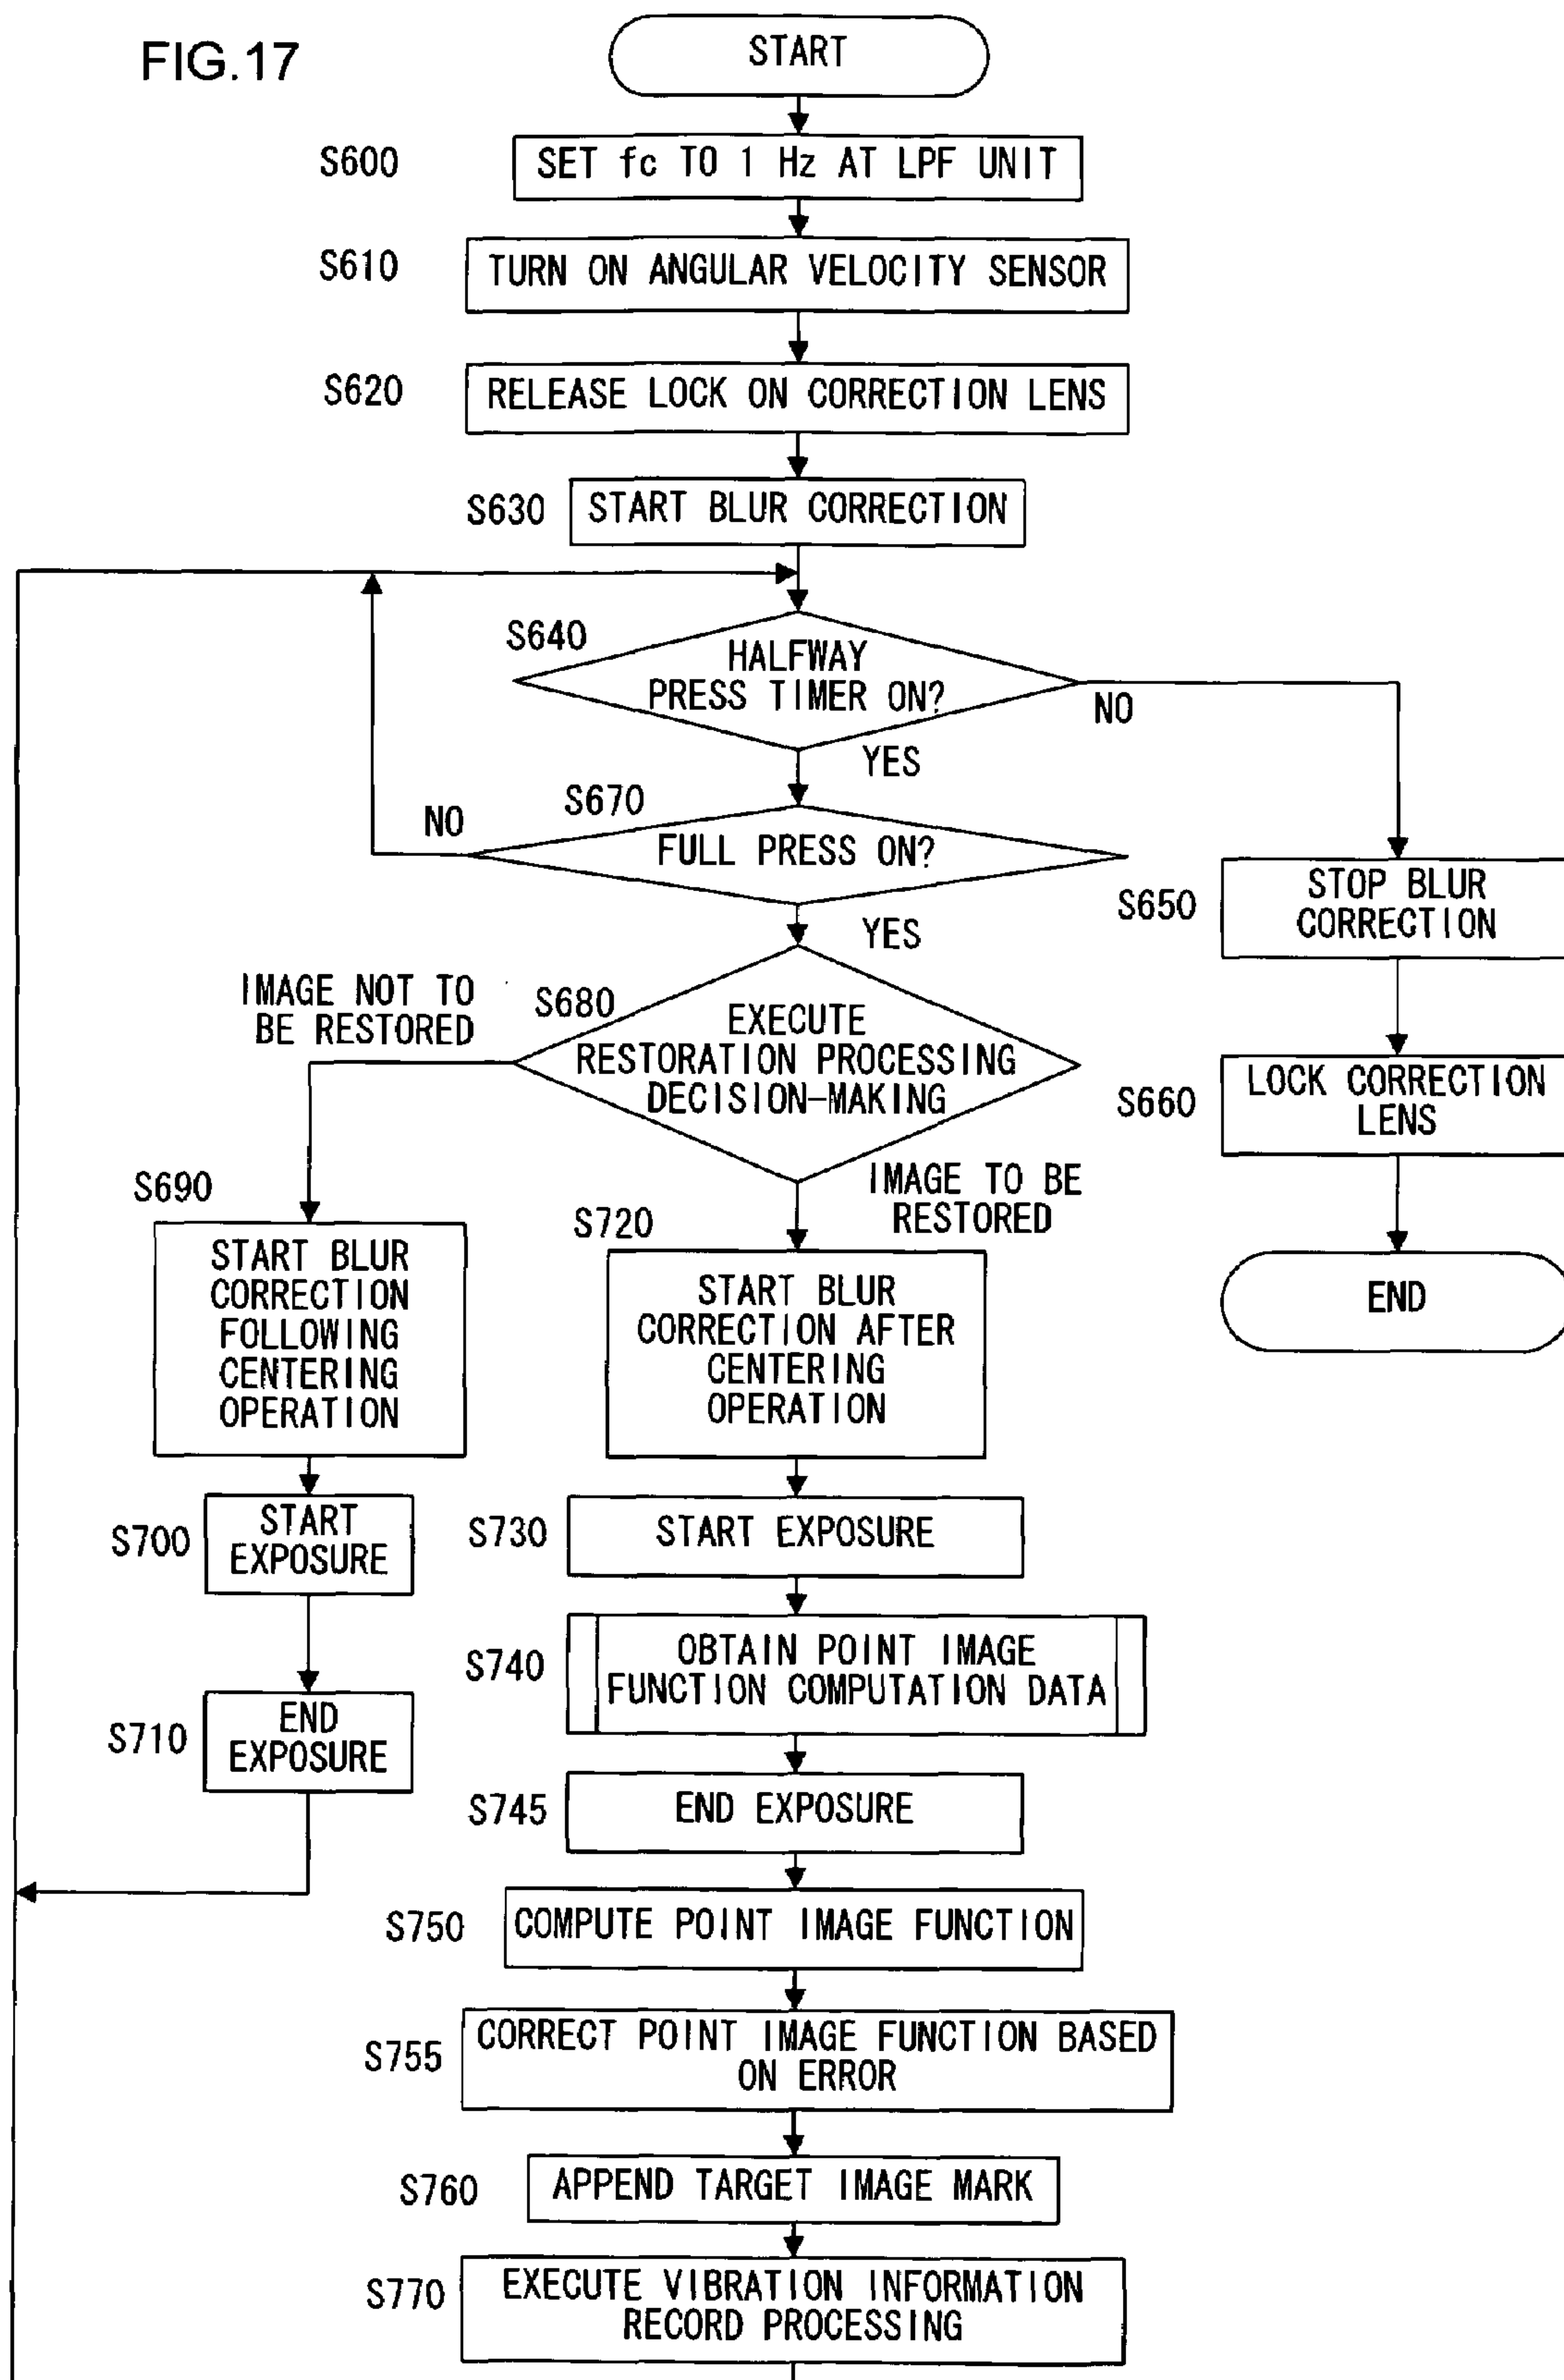 FIG.17
START
S600
SET fc TO 1 Hz AT LPF UNIT
S610
TURN ON ANGULAR VELOCITY SENSOR
S620
RELEASE LOCK ON CORRECTION LENS
S630
START BLUR CORRECTION
S640
HALFWAY
PRESS TIMER ON?
NO
YES
S670
NO
FULL PRESS ON?
YES
S650
STOP BLUR
CORRECTION
S660
LOCK CORRECTION
LENS
END
IMAGE NOT TO
BE RESTORED
S680
EXECUTE
RESTORATION PROCESSING
DECISION-MAKING
IMAGE TO BE
RESTORED
S690
START BLUR
CORRECTION
FOLLOWING
CENTERING
OPERATION
S700
START
EXPOSURE
S710
END
EXPOSURE
S720
START BLUR
CORRECTION AFTER
CENTERING
OPERATION
S730
START EXPOSURE
S740
OBTAIN POINT IMAGE
FUNCTION COMPUTATION DATA
S745
END EXPOSURE
S750
COMPUTE POINT IMAGE FUNCTION
S755
CORRECT POINT IMAGE FUNCTION BASED
ON ERROR
S760
APPEND TARGET IMAGE MARK
S770
EXECUTE VIBRATION INFORMATION
RECORD PROCESSING